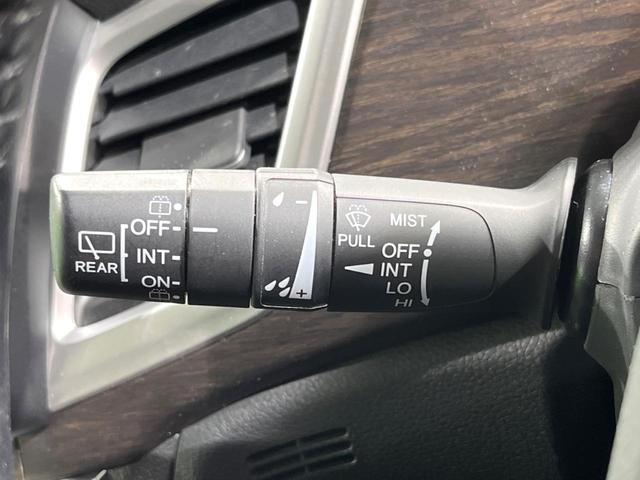 OFF
INT
ON
REAR
−
+
PULL
MIST
OFF
INT
LO
HI